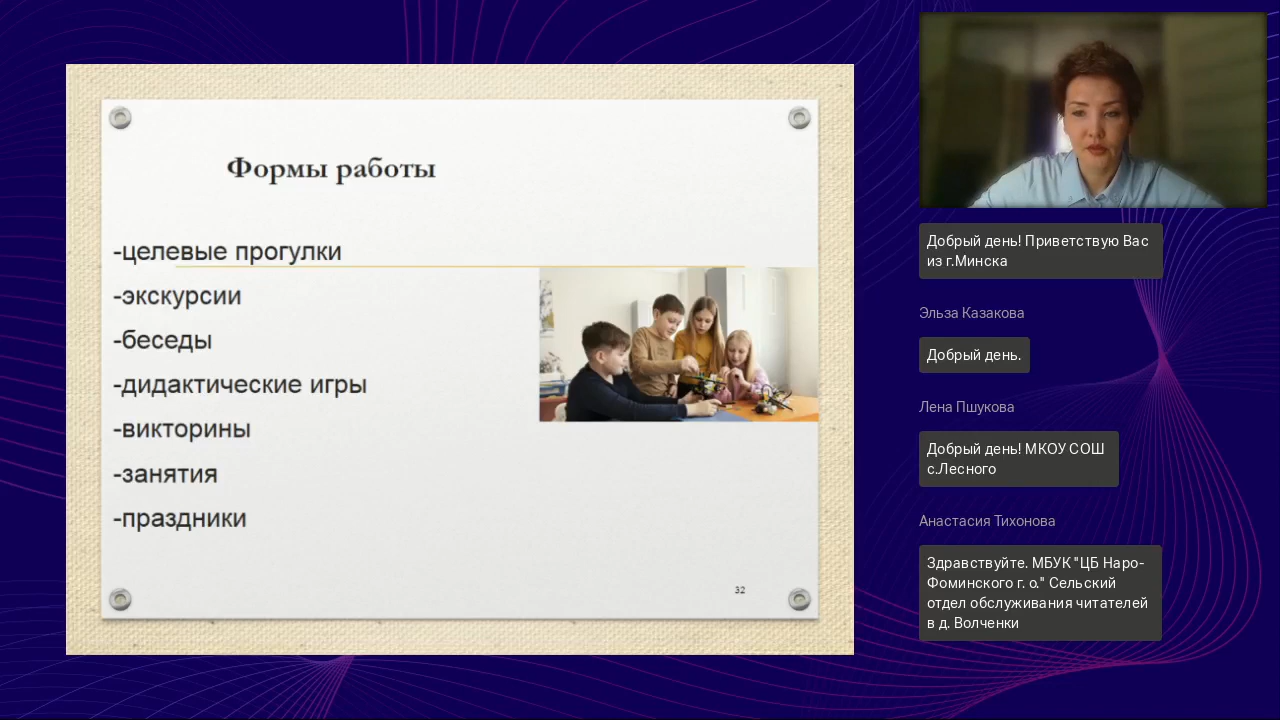 Формы работы
-целевые прогулки
-экскурсии
-беседы
-дидактические игры
-викторины
-занятия
-праздники
32
Добрый день! Приветствую Вас
из г.Минска
Эльза Казакова
Добрый день.
Лена Пшукова
Добрый день! МКОУ СОШ
с.Лесного
Анастасия Тихонова
Здравствуйте. МБУК "ЦБ Наро-
Фоминского г. о." Сельский
отдел обслуживания читателей
в д. Волченки